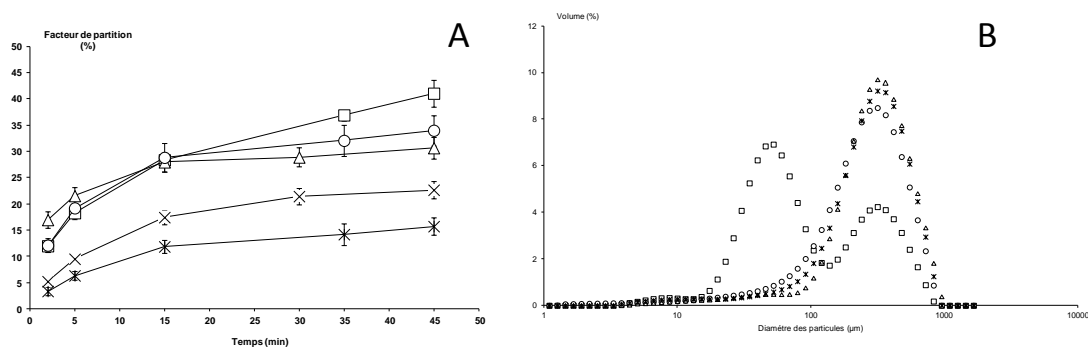 Facteur de partition
(%)
A
50
45
40
35
30
25
20
15
10
5
0
0 5 10 15 20 25 30 35 40 45 50
Temps (min)
Volume (%)
B
12
10
8
6
4
2
0
1 10 100 1000 10000
Diamétre des particules (µm)